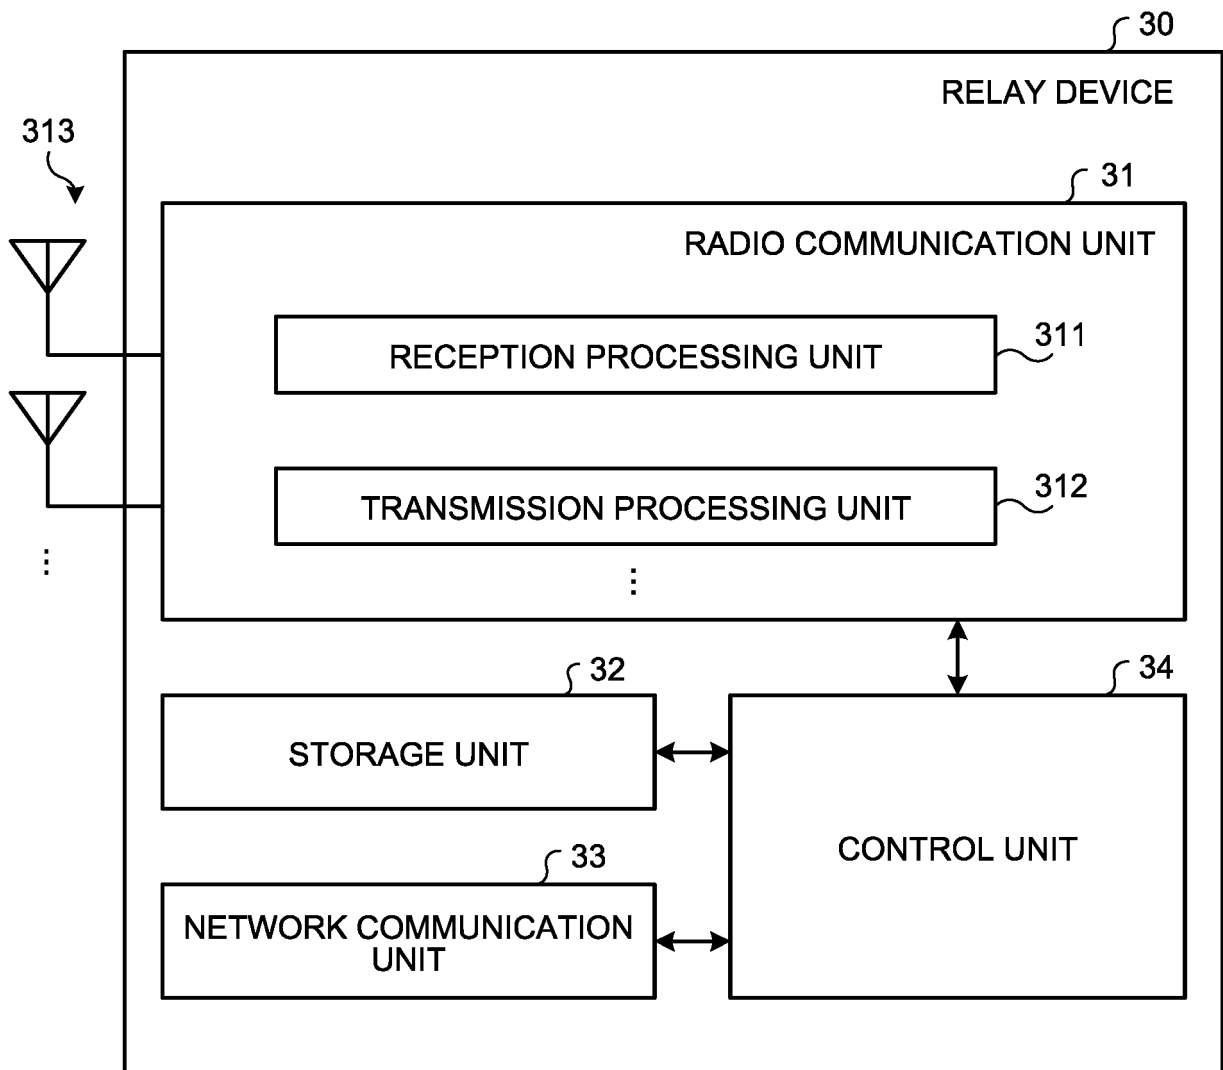 30
RELAY DEVICE
313
31
RADIO COMMUNICATION UNIT
RECEPTION PROCESSING UNIT
311
TRANSMISSION PROCESSING UNIT
312
32
STORAGE UNIT
34
CONTROL UNIT
33
NETWORK COMMUNICATION
UNIT